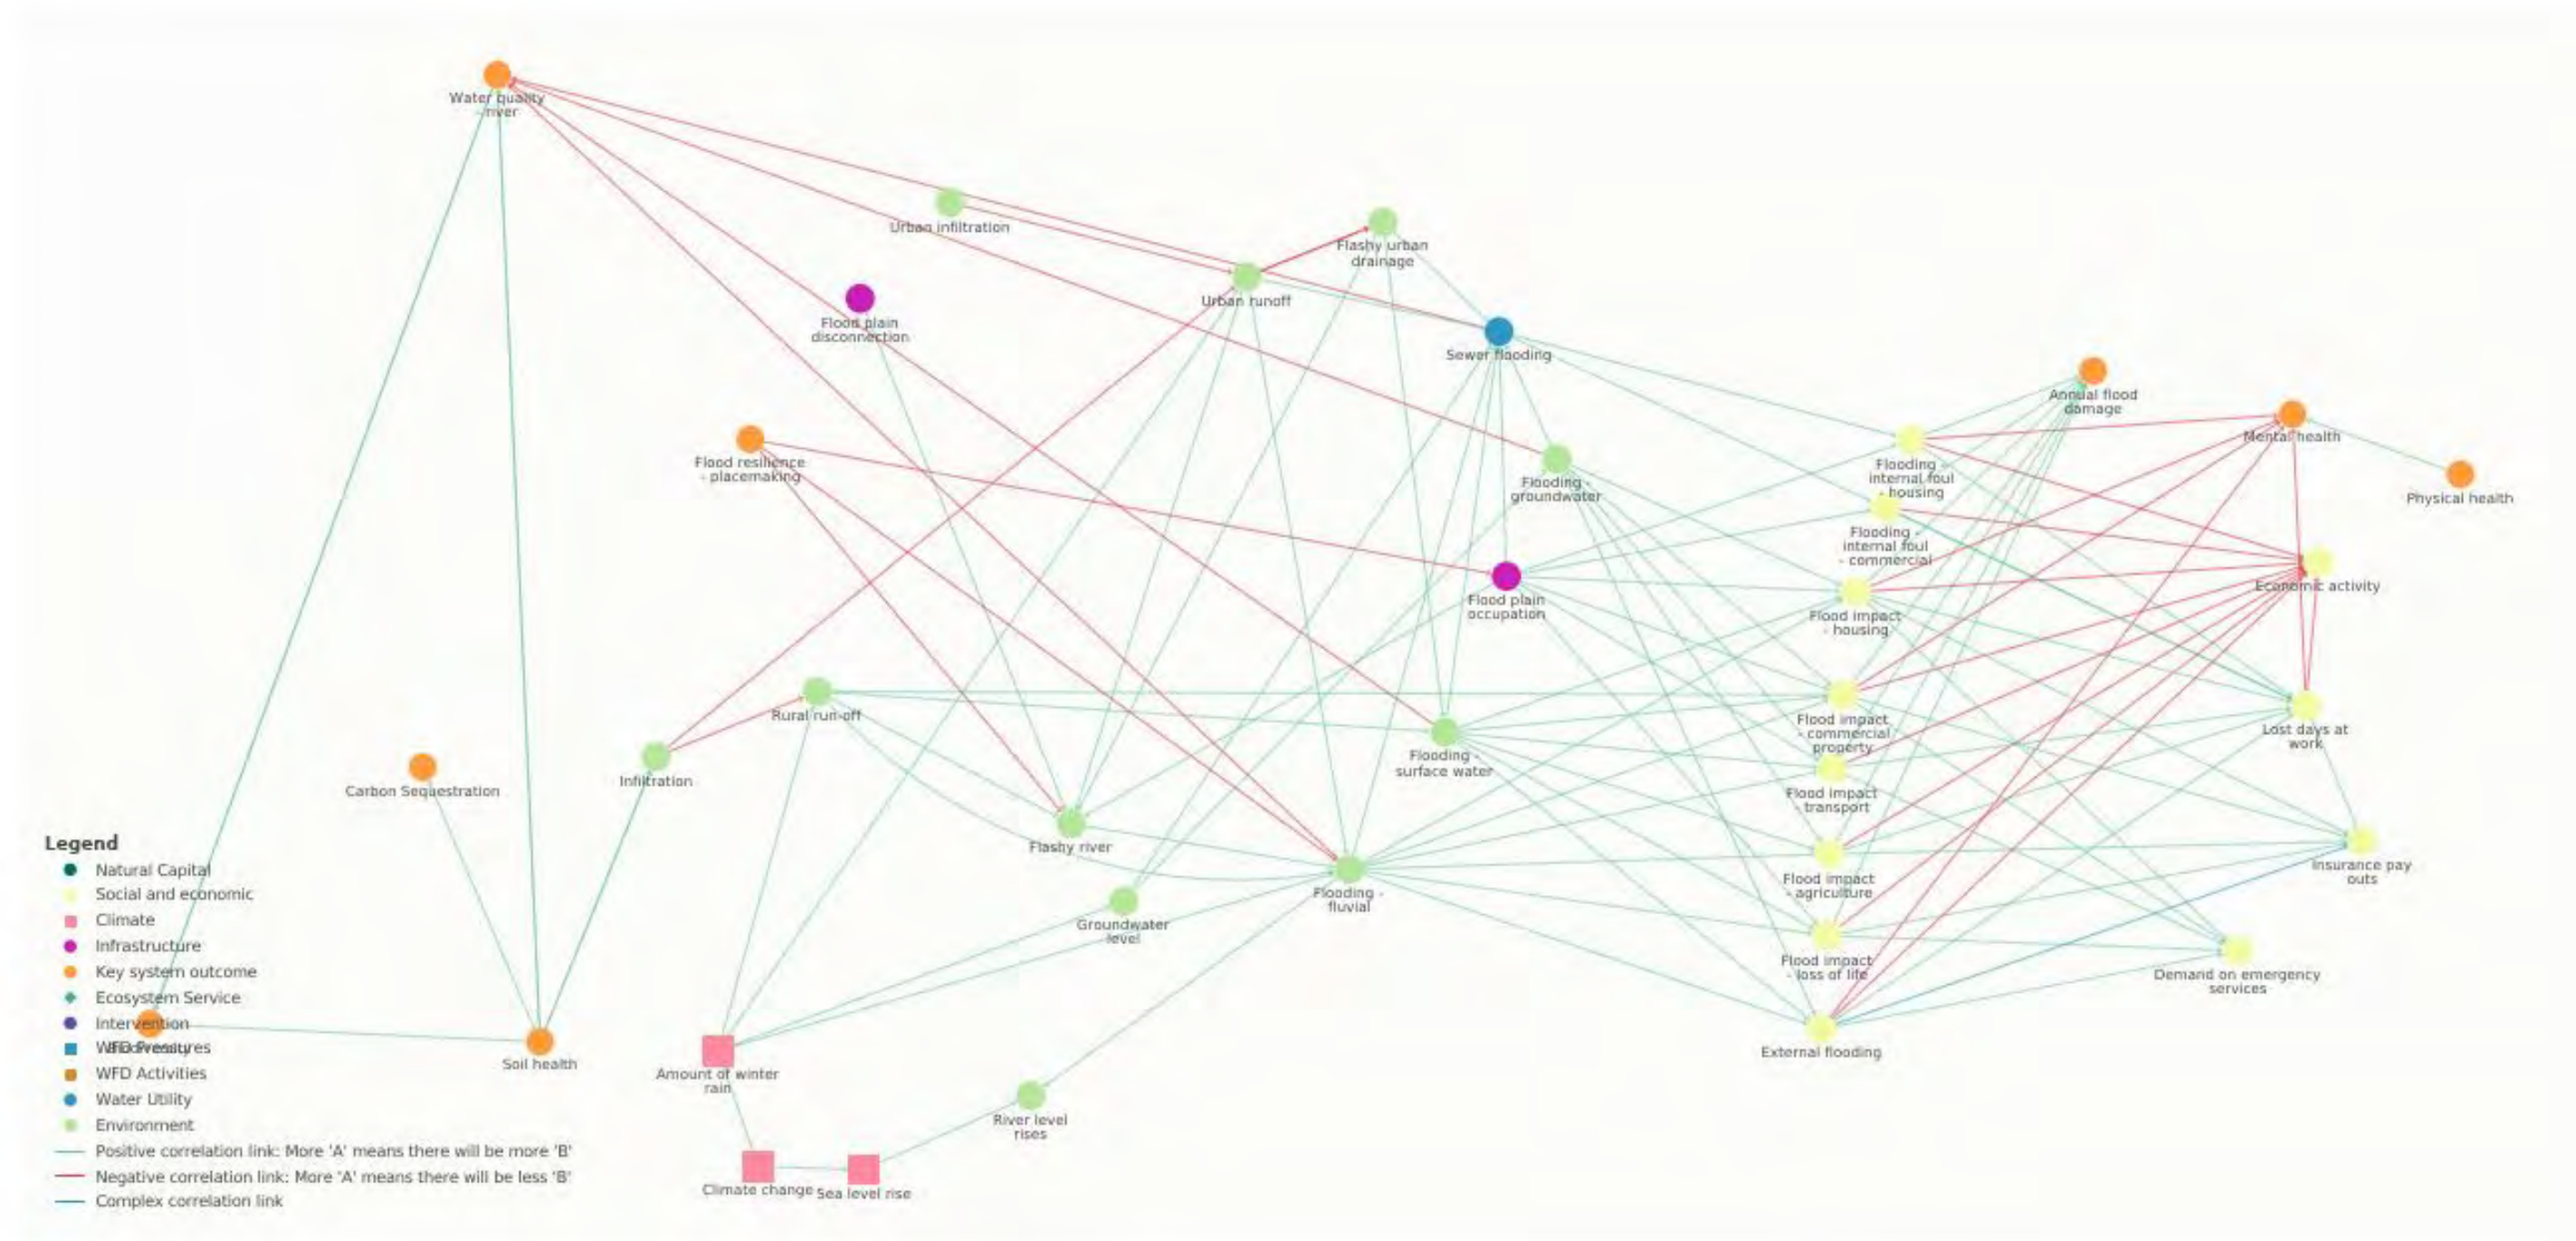 Water quality
- river
Urban infiltration
Flashy urban
drainage
Urban runoff
Flood plain
disconnection
Sewer flooding
Annual flood
damage
Mental health
Flood resilience
- placemaking
Flooding -
internal foul
- housing
Flooding -
groundwater
Physical health
Flooding -
internal foul
- commercial
Economic activity
Flood plain
occupation
Flood impact
- housing
Rural run-off
Flood impact
- commercial
property
Lost days at
work
Flooding -
surface water
Infiltration
Carbon Sequestration
Flood impact
- transport
Flashy river
Insurance pay
outs
Flood impact
- agriculture
Flooding -
fluvial
Groundwater
level
Flood impact
- loss of life
Demand on emergency
services
External flooding
Soil health
Amount of winter
rain
River level
rises
Climate change
Sea level rise
Legend
Natural Capital
Social and economic
Climate
Infrastructure
Key system outcome
Ecosystem Service
Intervention
WFD Pressures
WFD Activities
Water Utility
Environment
Positive correlation link: More 'A' means there will be more 'B'
Negative correlation link: More 'A' means there will be less 'B'
Complex correlation link